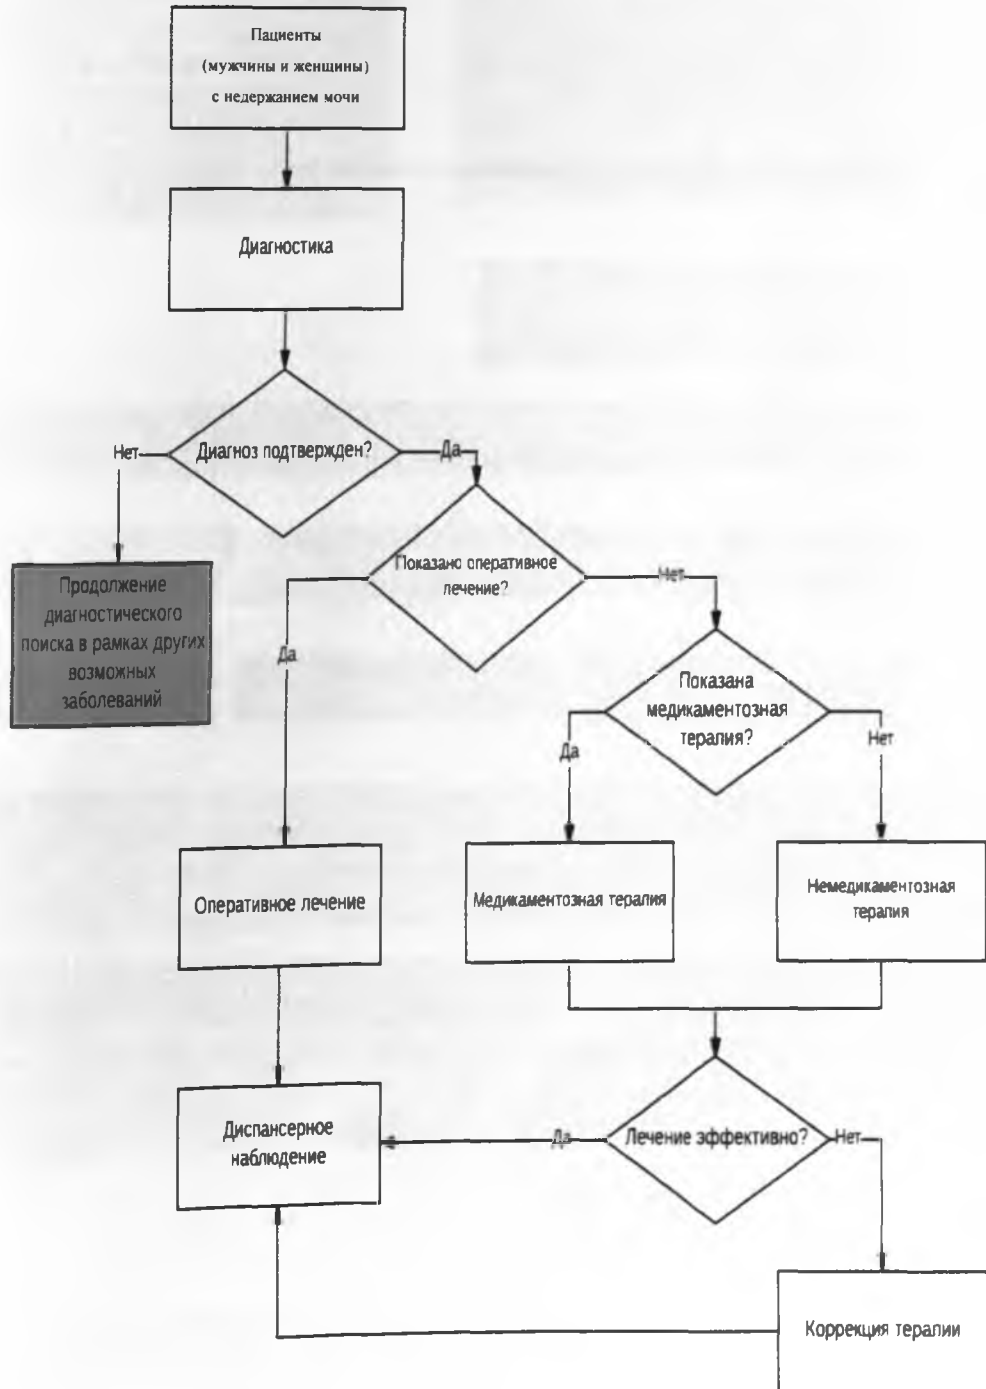 Пациенты
(мужчины и женщины)
с недержанием мочи
Диагностика
Диагноз подтвержден?
Нет
Да
Показано оперативное
лечение?
Продолжение
диагностического
поиска в рамках других
возможных
заболеваний
Да
Нет
Показана
медикаментозная
терапия?
Да
Нет
Оперативное лечение
Медикаментозная терапия
Немедикаментозная
терапия
Диспансерное
наблюдение
Да
Лечение эффективно?
Нет
Коррекция терапии